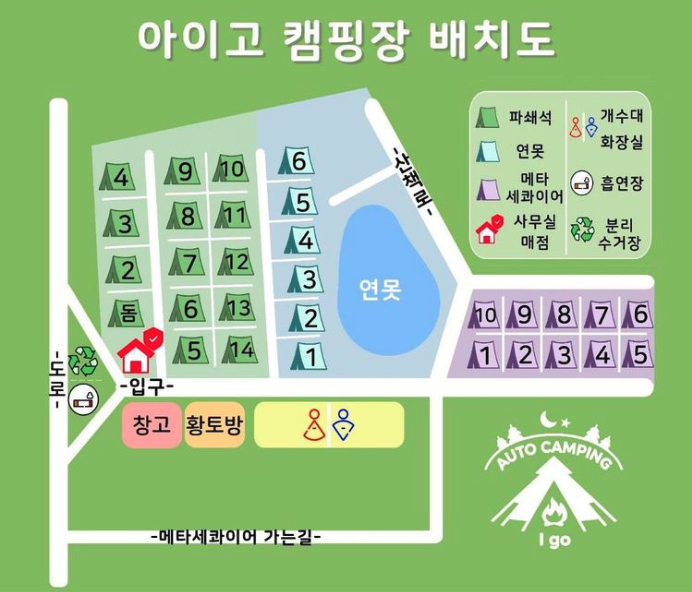 아이고 캠핑장 배치도
파쇄석
개수대
화장실
연못
메타
세콰이어
흡연장
사무실
매점
분리
수거장
-산책로-
4
9 10
6
3
8 11
5
2
7 12
4
돔
6 13
3
5 14
2
1
연못
10 9 8 7 6
1 2 3 4 5
-도로-
-입구-
창고
황토방
-메타세콰이어 가는길-
AUTO CAMPING
I go